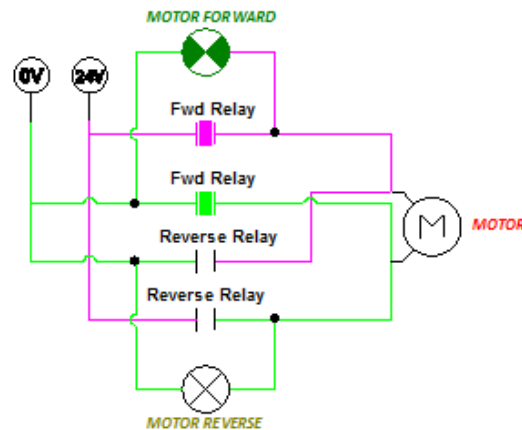 MOTOR FORWARD
0V 24V
Fwd Relay
Fwd Relay
Reverse Relay
M MOTOR
Reverse Relay
MOTOR REVERSE